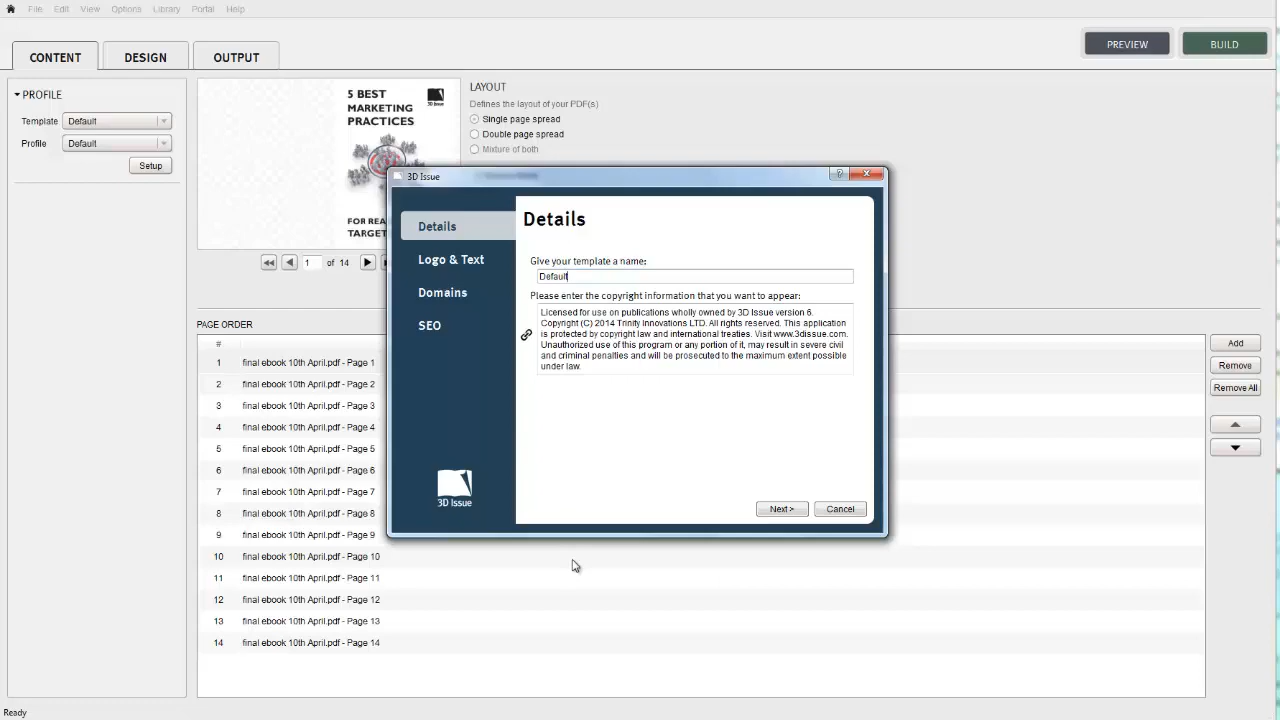 File Edit View Options Library Portal Help
CONTENT DESIGN OUTPUT
PREVIEW BUILD
PROFILE
Template Default
Profile Default
Setup
5 BEST
MARKETING
PRACTICES
3D Issue
FOR REA
TARGET
1 of 14
LAYOUT
Defines the layout of your PDF(s)
Single page spread
Double page spread
Mixture of both
3D Issue
?
Details
Logo & Text
Domains
SEO
3D Issue
Details
Give your template a name:
Default
Please enter the copyright information that you want to appear:
Licensed for use on publications wholly owned by 3D Issue version 6.
Copyright (C) 2014 Trinity Innovations LTD. All rights reserved. This application
is protected by copyright law and international treaties. Visit www.3dissue.com.
Unauthorized use of this program or any portion of it, may result in severe civil
and criminal penalties and will be prosecuted to the maximum extent possible
under law.
Next > Cancel
PAGE ORDER
#
1 final ebook 10th April.pdf - Page 1
2 final ebook 10th April.pdf - Page 2
3 final ebook 10th April.pdf - Page 3
4 final ebook 10th April.pdf - Page 4
5 final ebook 10th April.pdf - Page 5
6 final ebook 10th April.pdf - Page 6
7 final ebook 10th April.pdf - Page 7
8 final ebook 10th April.pdf - Page 8
9 final ebook 10th April.pdf - Page 9
10 final ebook 10th April.pdf - Page 10
11 final ebook 10th April.pdf - Page 11
12 final ebook 10th April.pdf - Page 12
13 final ebook 10th April.pdf - Page 13
14 final ebook 10th April.pdf - Page 14
Add
Remove
Remove All
Ready